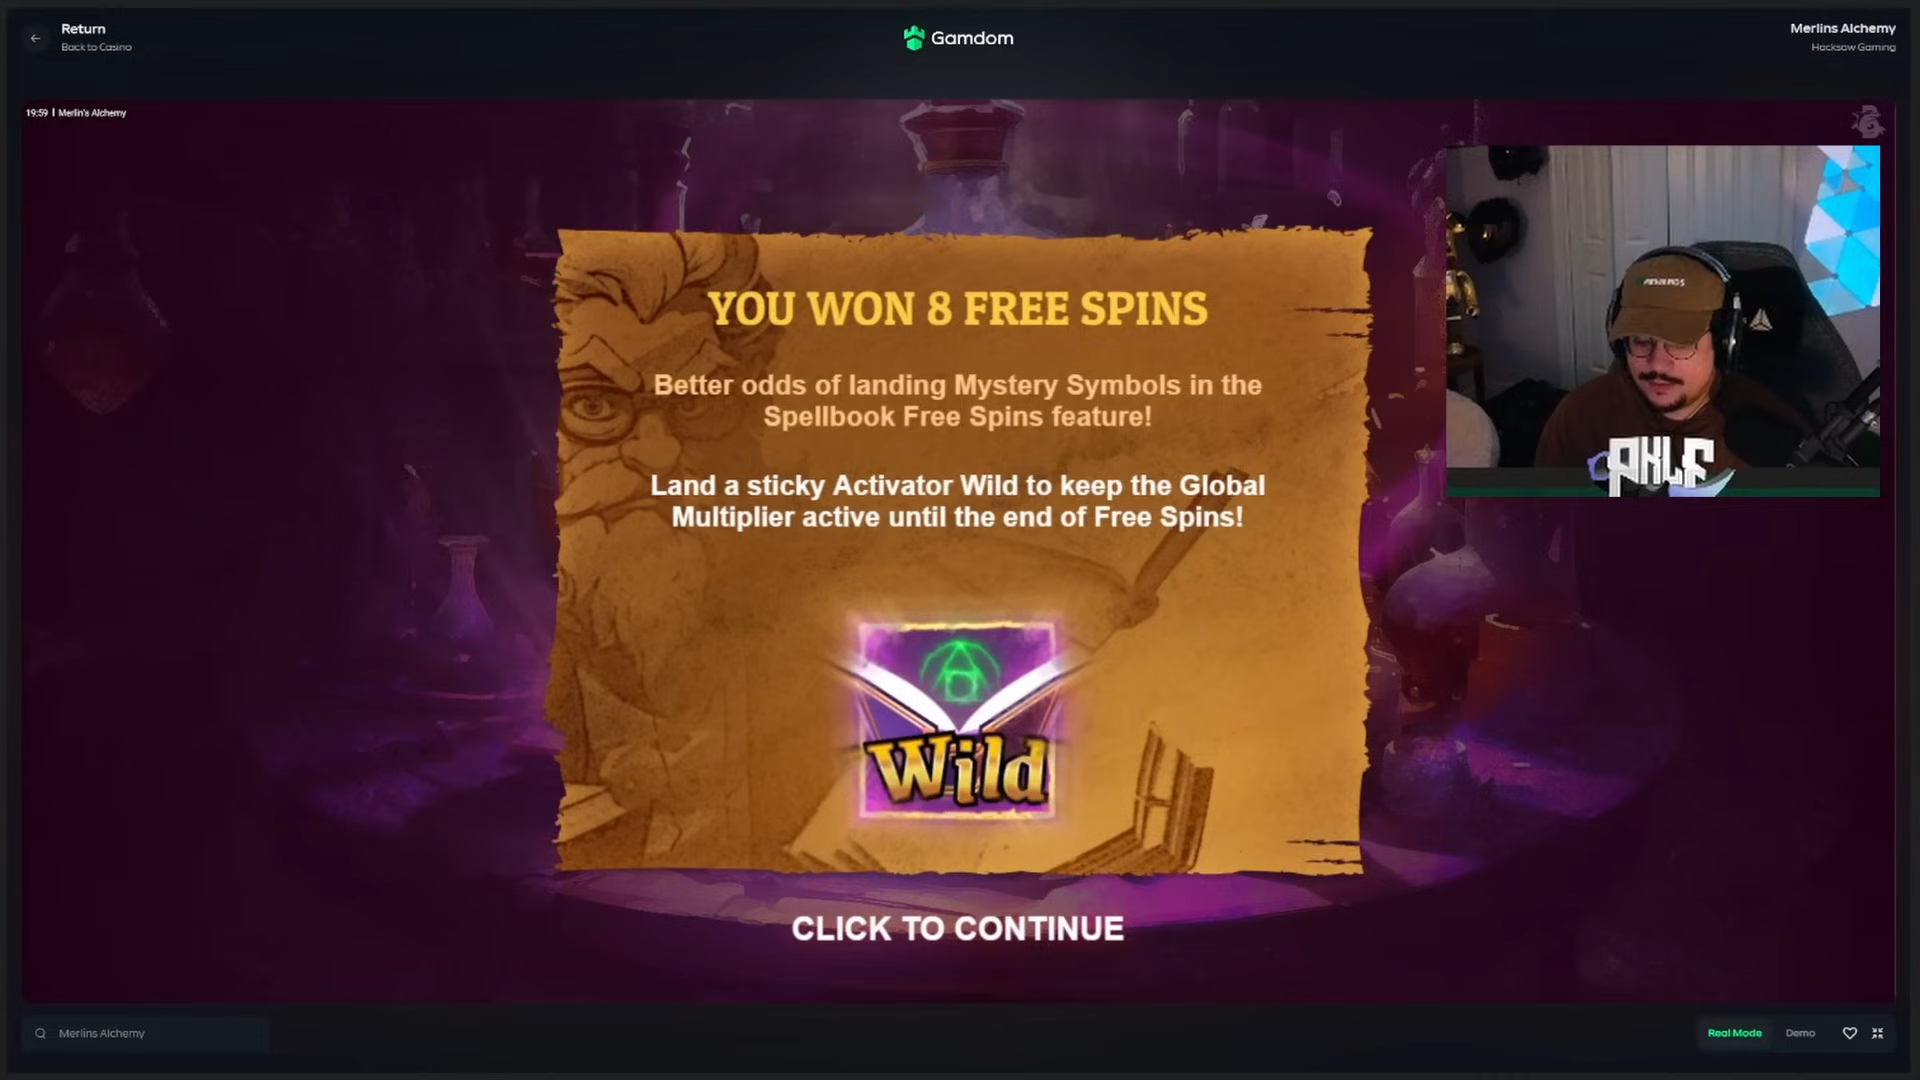 Return
Back to Casino
Gamdom
Merlins Alchemy
Hacksaw Gaming
19:59 | Merlin's Alchemy
YOU WON 8 FREE SPINS
Better odds of landing Mystery Symbols in the
Spellbook Free Spins feature!
Land a sticky Activator Wild to keep the Global
Multiplier active until the end of Free Spins!
Wild
CLICK TO CONTINUE
Merlins Alchemy
Real Mode
Demo